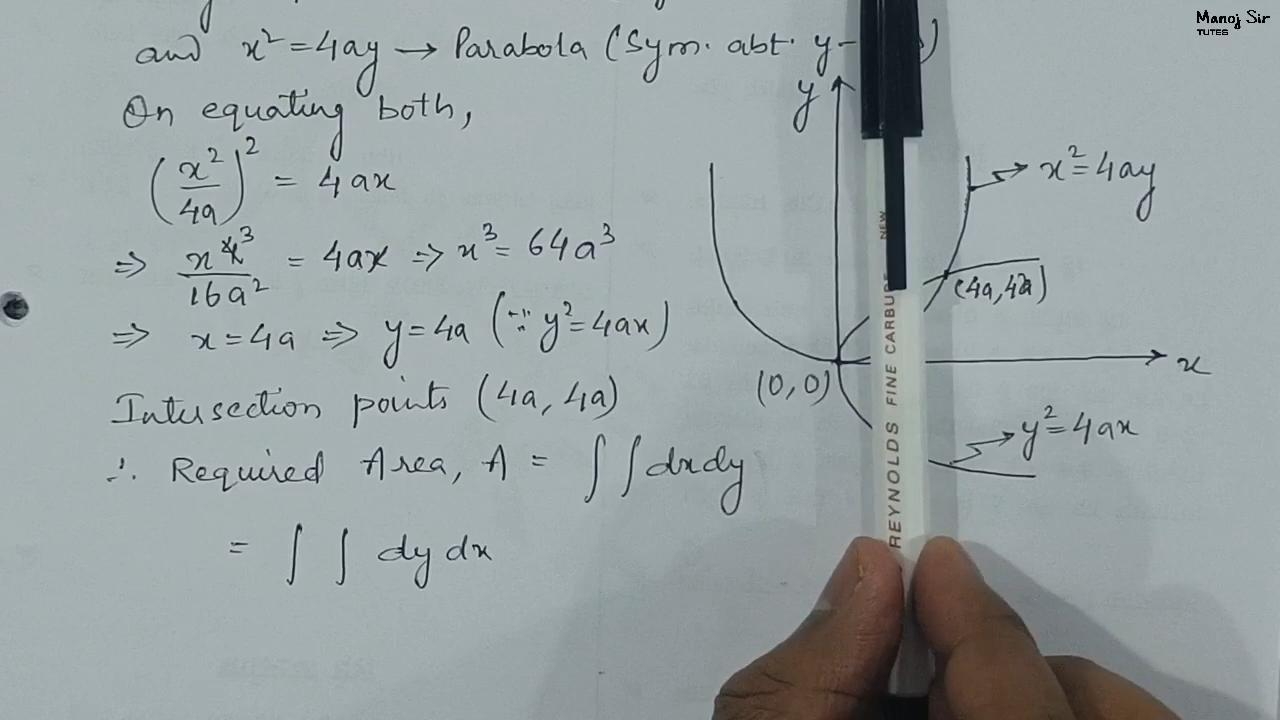 and x² = 4ay → Parabola (Sym. abt. y-
On equating both,
(x²/4a)² = 4ax
⇒ x⁴³/16a² = 4ax ⇒ x³ = 64a³
⇒ x = 4a ⇒ y = 4a (∵ y² = 4ax)
Intersection points (4a, 4a)
∴ Required Area, A = ∫∫ dxdy
= ∫ ∫ dy dx
y
x² = 4ay
(4a, 4a)
x
(0, 0)
y² = 4ax
REYNOLDS FINE CARBURE
NEW
Manoj Sir
TUTES